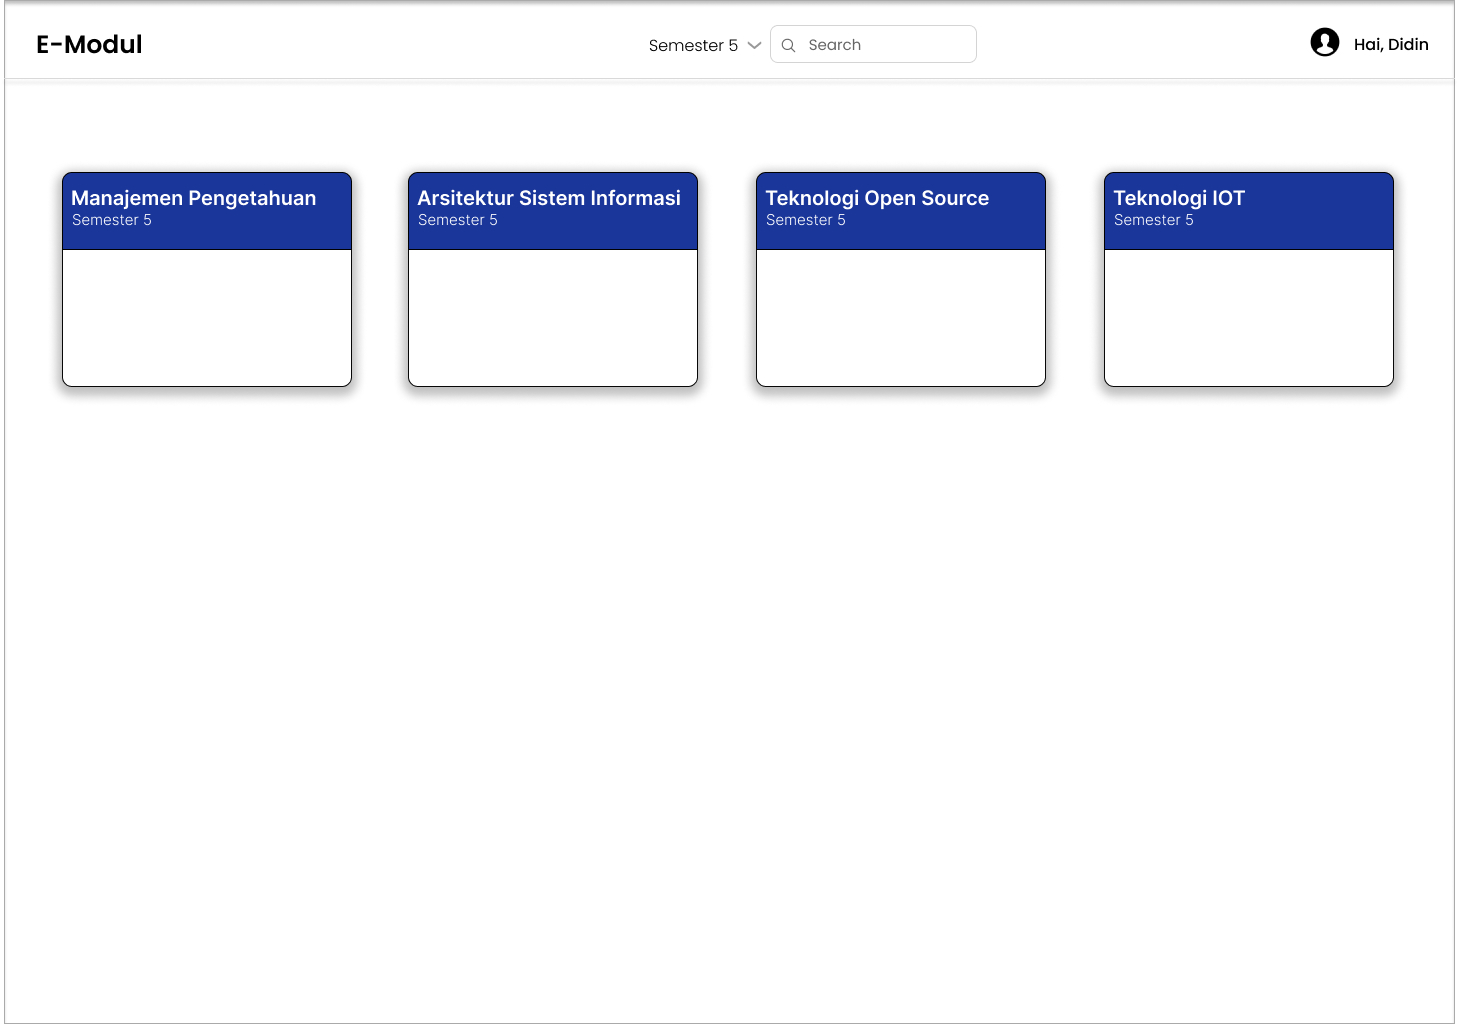 E-Modul
Semester 5
Search
Hai, Didin
Manajemen Pengetahuan
Semester 5
Arsitektur Sistem Informasi
Semester 5
Teknologi Open Source
Semester 5
Teknologi IOT
Semester 5